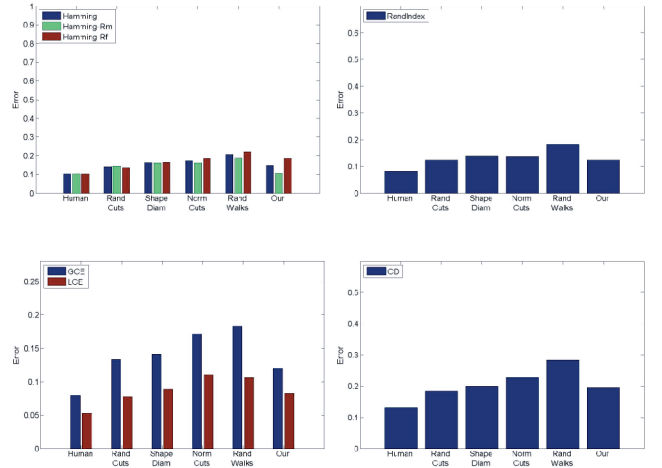 1
0.9
0.8
0.7
0.6
0.5
0.4
0.3
0.2
0.1
0
Error
Hamming
Hamming-Rm
Hamming-Rf
Human
Rand Cuts
Shape Diam
Norm Cuts
Rand Walks
Our
0.6
0.5
0.4
0.3
0.2
0.1
0
Error
RandIndex
Human
Rand Cuts
Shape Diam
Norm Cuts
Rand Walks
Our
0.25
0.2
0.15
0.1
0.05
0
Error
GCE
LCE
Human
Rand Cuts
Shape Diam
Norm Cuts
Rand Walks
Our
0.5
0.4
0.3
0.2
0.1
0
Error
CD
Human
Rand Cuts
Shape Diam
Norm Cuts
Rand Walks
Our